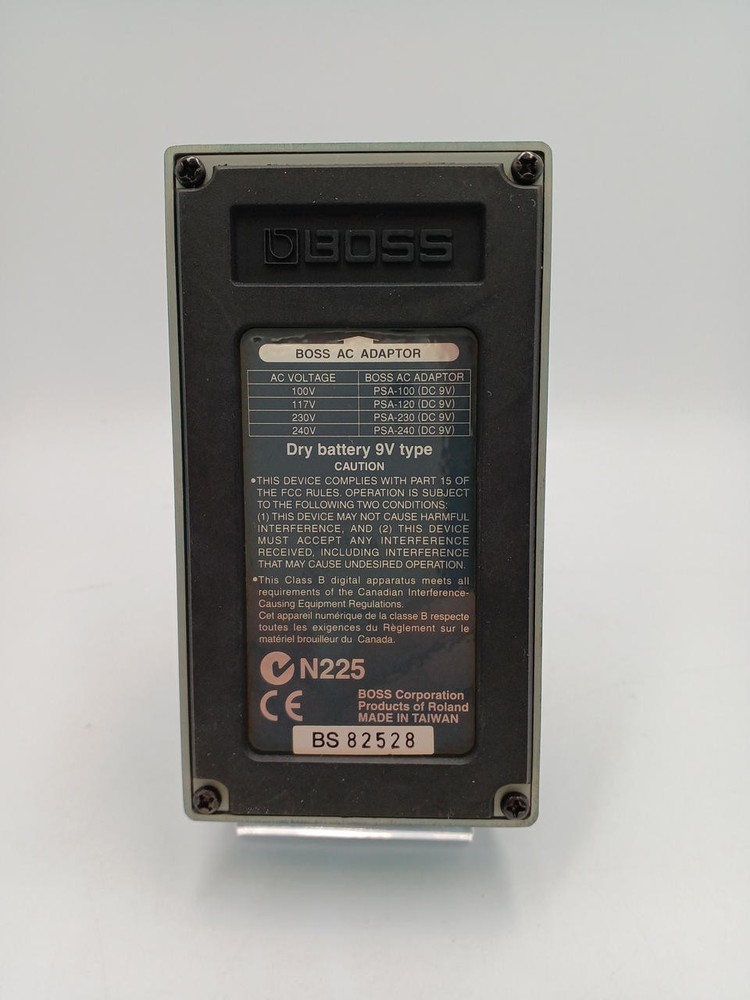 BOSS
BOSS AC ADAPTOR
AC VOLTAGE BOSS AC ADAPTOR
100V PSA-100 (DC 9V)
117V PSA-120 (DC 9V)
230V PSA-230 (DC 9V)
240V PSA-240 (DC 9V)
Dry battery 9V type
CAUTION
•THIS DEVICE COMPLIES WITH PART 15 OF
THE FCC RULES. OPERATION IS SUBJECT
TO THE FOLLOWING TWO CONDITIONS:
(1) THIS DEVICE MAY NOT CAUSE HARMFUL
INTERFERENCE, AND (2) THIS DEVICE
MUST ACCEPT ANY INTERFERENCE
RECEIVED, INCLUDING INTERFERENCE
THAT MAY CAUSE UNDESIRED OPERATION.
•This Class B digital apparatus meets all
requirements of the Canadian Interference-
Causing Equipment Regulations.
Cet appareil numérique de la classe B respecte
toutes les exigences du Règlement sur le
matériel brouilleur du Canada.
N225
CE
BOSS Corporation
Products of Roland
MADE IN TAIWAN
BS 82528